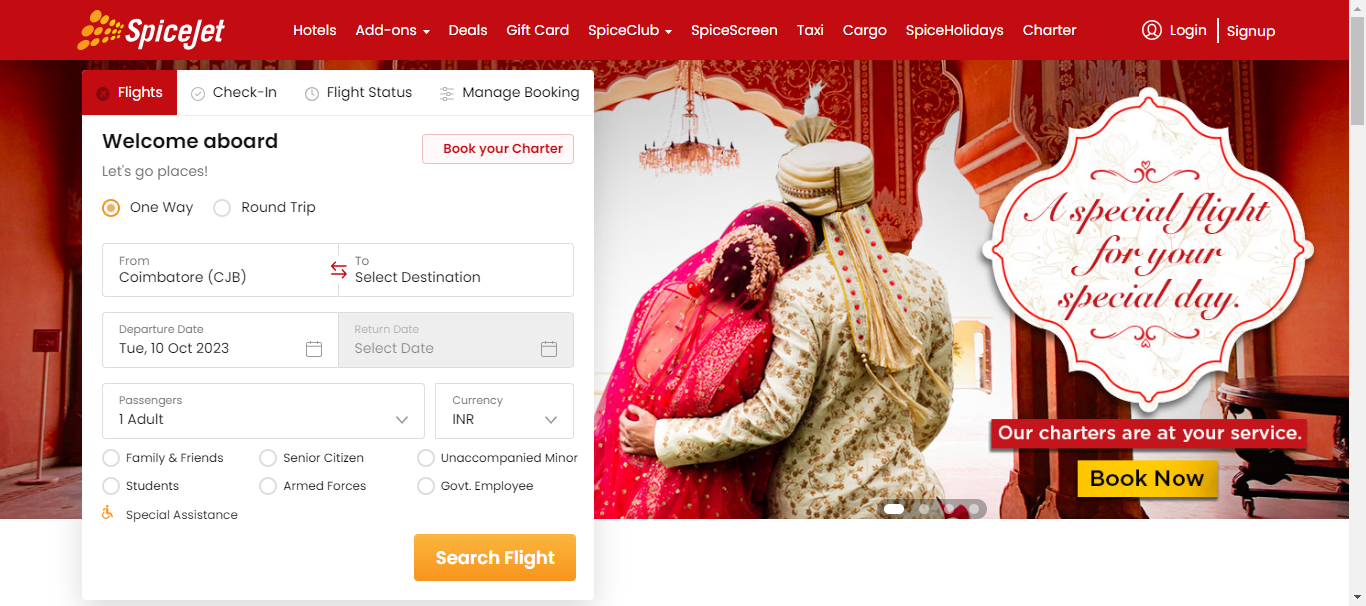 SpiceJet
Hotels Add-ons Deals Gift Card SpiceClub SpiceScreen Taxi Cargo SpiceHolidays Charter Login Signup
Flights Check-In Flight Status Manage Booking
Welcome aboard
Book your Charter
Let's go places!
One Way Round Trip
From
Coimbatore (CJB)
To
Select Destination
Departure Date
Tue, 10 Oct 2023
Return Date
Select Date
Passengers
1 Adult
Currency
INR
Family & Friends Senior Citizen Unaccompanied Minor
Students Armed Forces Govt. Employee
Special Assistance
Search Flight
A special flight
for your
special day.
Our charters are at your service.
Book Now